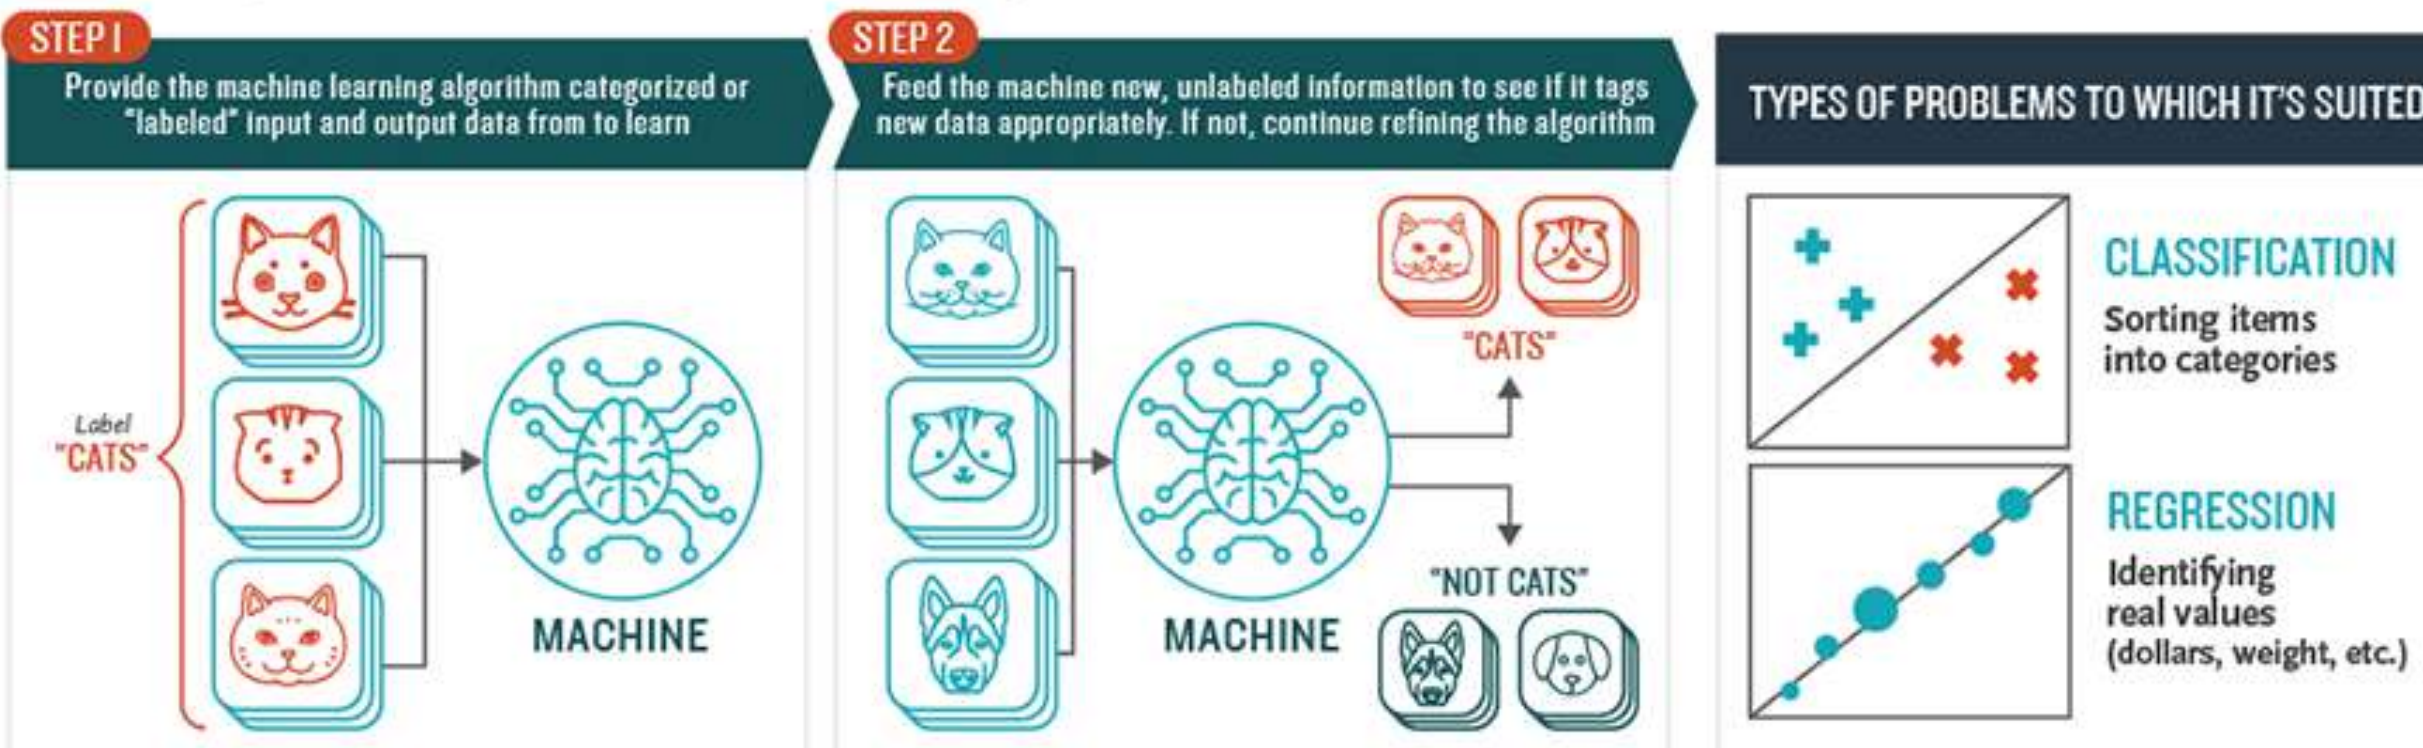 STEP 1
Provide the machine learning algorithm categorized or
"labeled" input and output data from to learn
Label
"CATS"
MACHINE
STEP 2
Feed the machine new, unlabeled information to see if it tags
new data appropriately. If not, continue refining the algorithm
"CATS"
"NOT CATS"
MACHINE
TYPES OF PROBLEMS TO WHICH IT'S SUITED
CLASSIFICATION
Sorting items
into categories
REGRESSION
Identifying
real values
(dollars, weight, etc.)